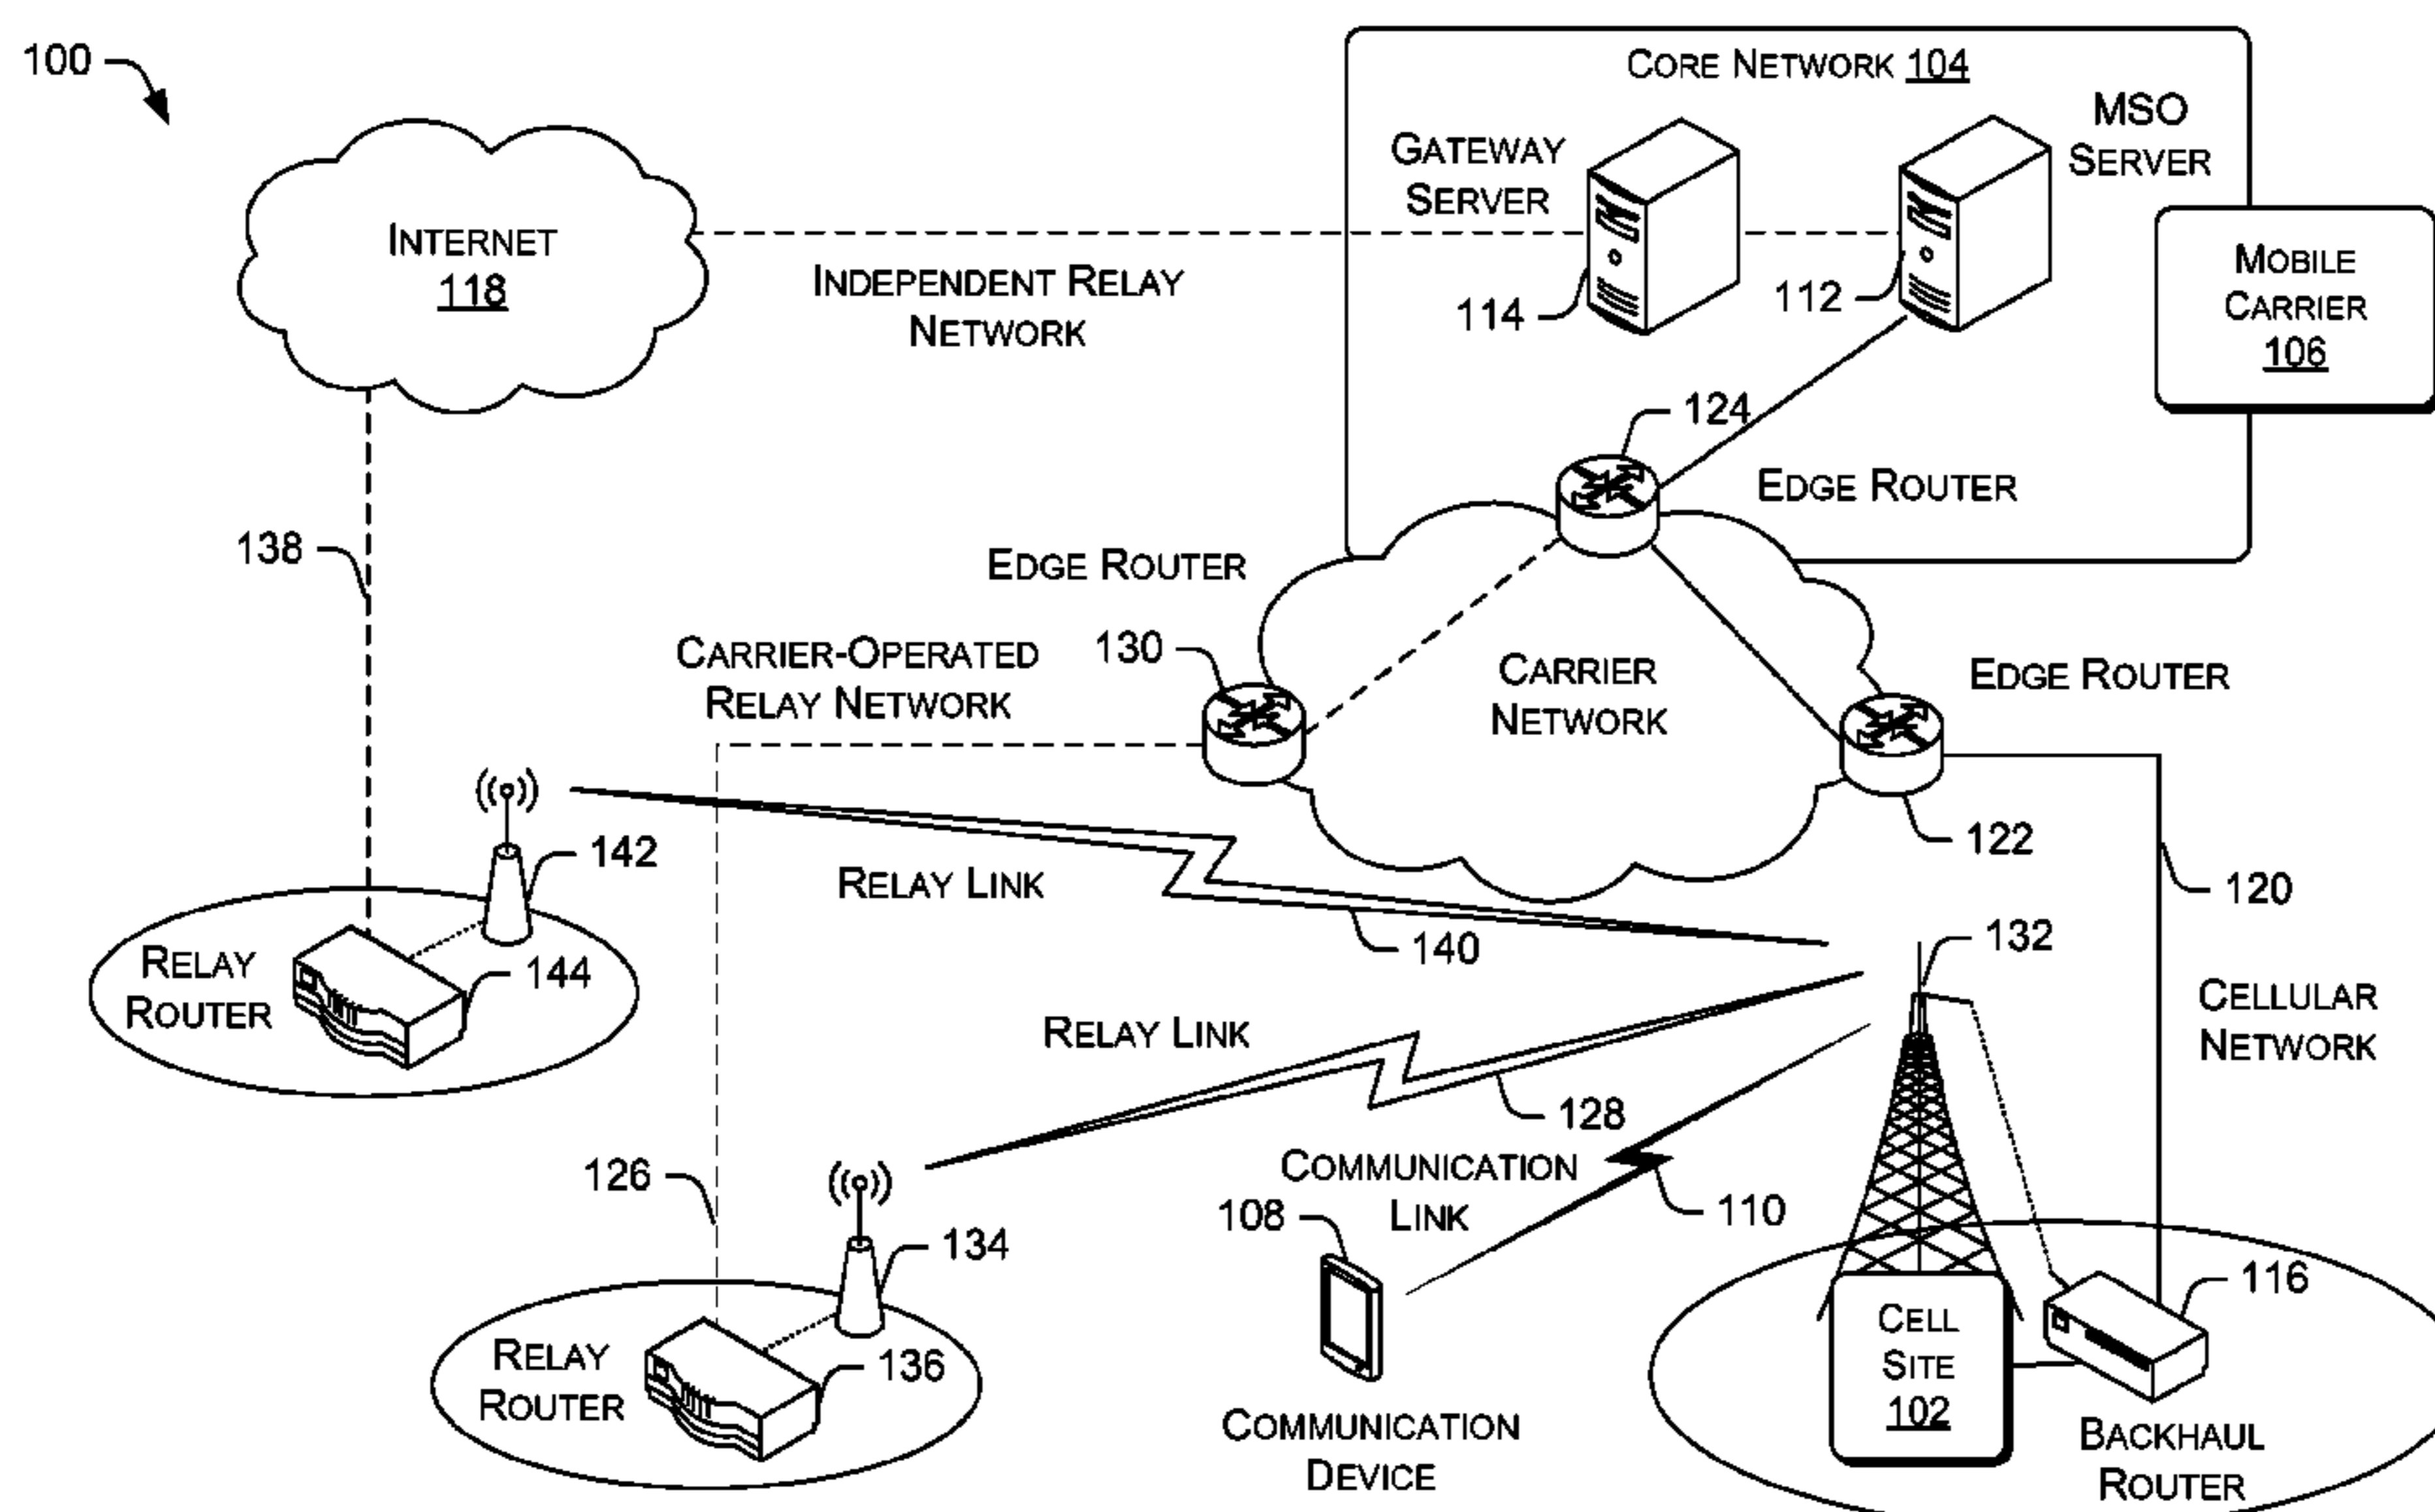 100
CORE NETWORK 104
MSO
SERVER
GATEWAY
SERVER
INTERNET
118
INDEPENDENT RELAY
NETWORK
114
112
MOBILE
CARRIER
106
124
EDGE ROUTER
138
EDGE ROUTER
CARRIER-OPERATED
RELAY NETWORK
130
CARRIER
NETWORK
EDGE ROUTER
142
122
RELAY LINK
120
140
132
RELAY
ROUTER
144
CELLULAR
NETWORK
RELAY LINK
128
126
COMMUNICATION
LINK
108
110
134
116
RELAY
ROUTER
136
CELL
SITE
102
COMMUNICATION
DEVICE
BACKHAUL
ROUTER